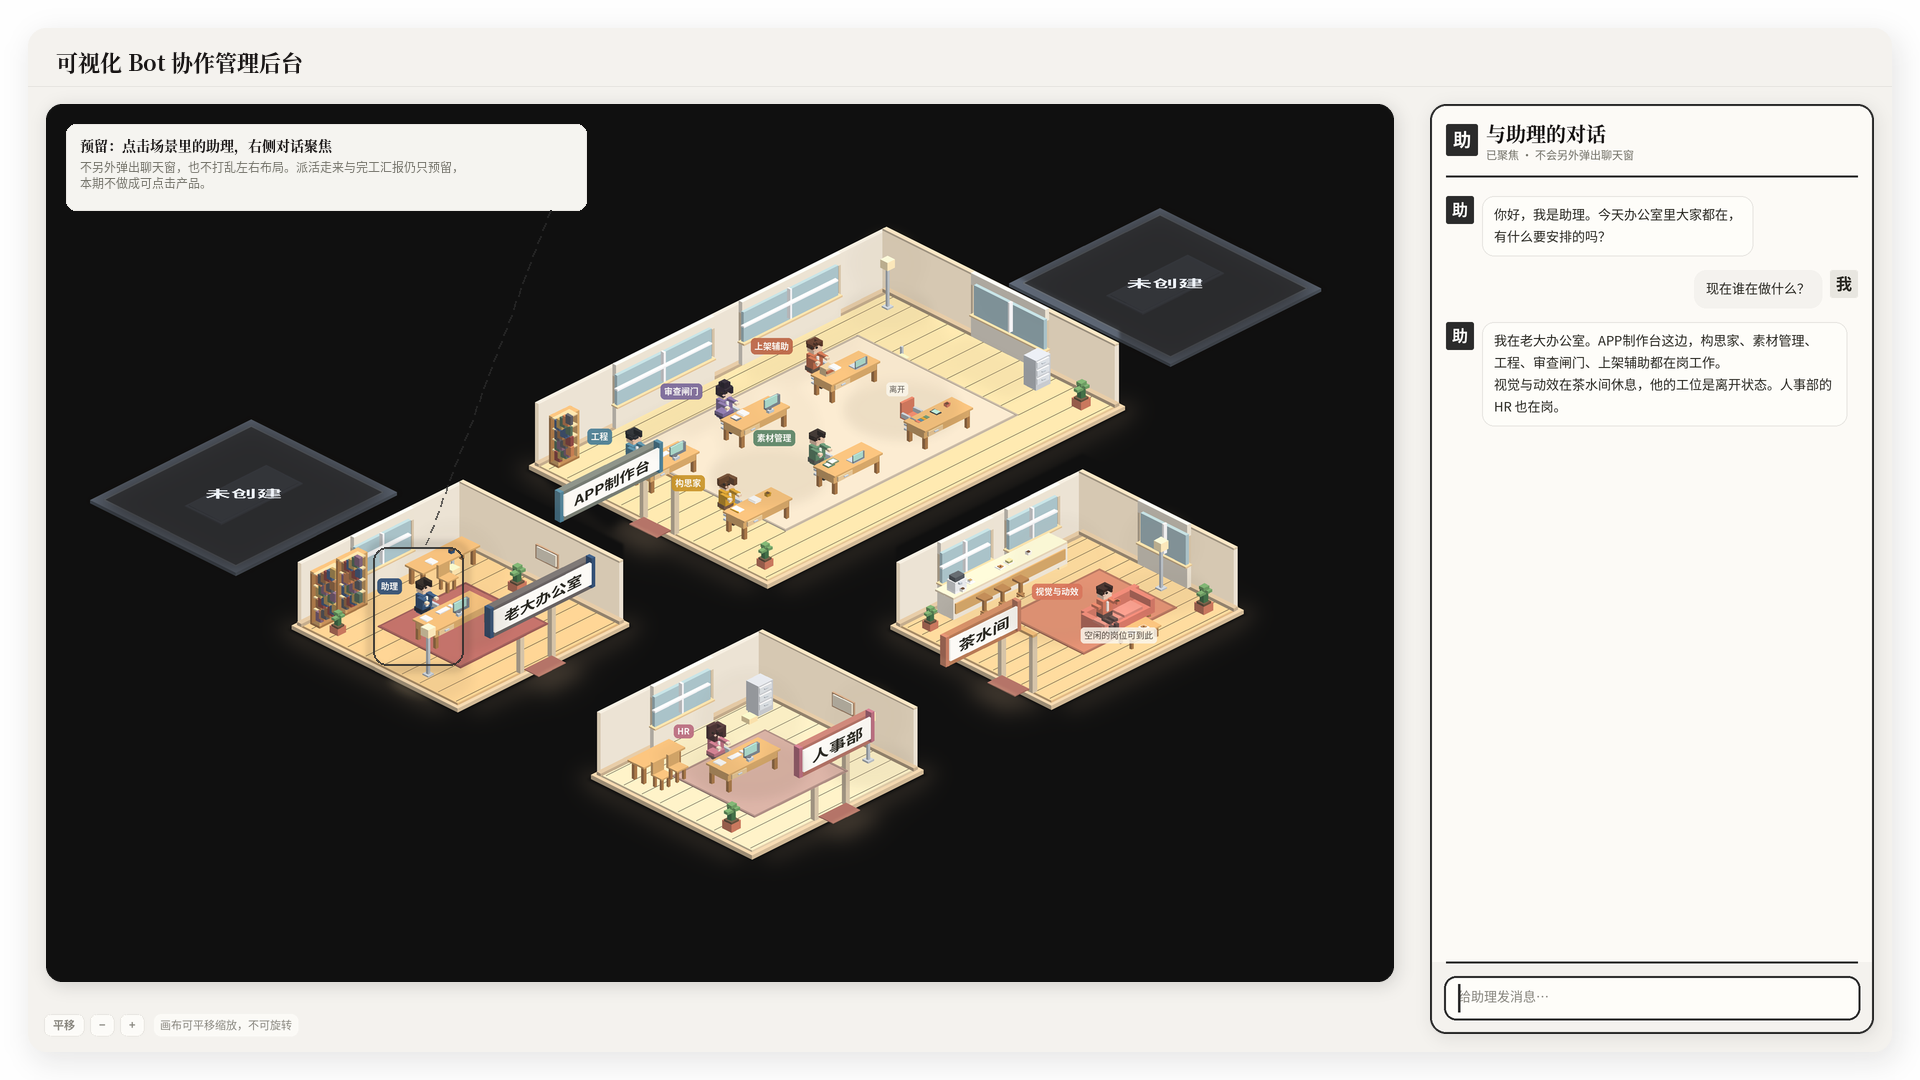 可视化 Bot 协作管理后台
预留：点击场景里的助理，右侧对话聚焦
不另外弹出聊天窗，也不打乱左右布局。派活走来与完工汇报仍只预留，
本期不做成可点击产品。
未创建
上架辅助
审查闸门
离开
工程
素材管理
APP制作台
构思家
未创建
助理
老大办公室
视觉与动效
茶水间
空闲的岗位可到此
HR
人事部
平移
−
+
画布可平移缩放，不可旋转
助
与助理的对话
已聚焦 · 不会另外弹出聊天窗
助
你好，我是助理。今天办公室里大家都在，
有什么要安排的吗？
现在谁在做什么？
我
助
我在老大办公室。APP制作台这边，构思家、素材管理、
工程、审查闸门、上架辅助都在岗工作。
视觉与动效在茶水间休息，他的工位是离开状态。人事部的
HR 也在岗。
给助理发消息…